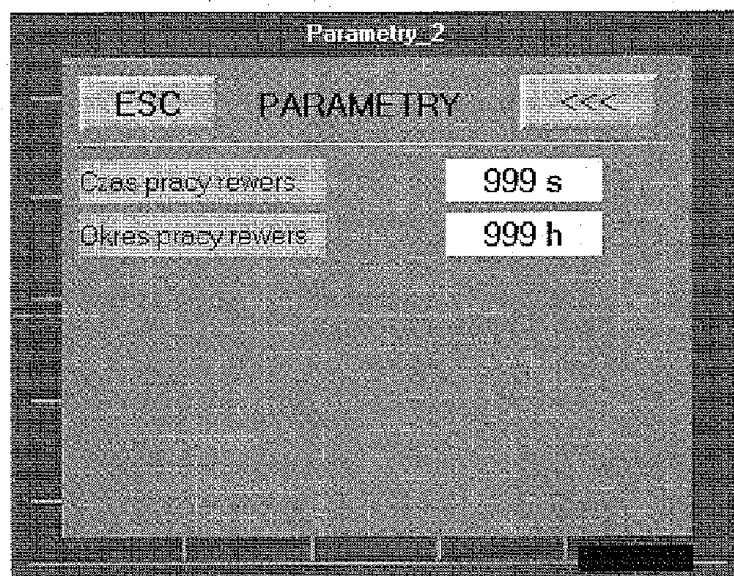 Parametry_2
ESC PARAMETRY <<<
Czas pracy rewers. 999 s
Okres pracy rewers. 999 h